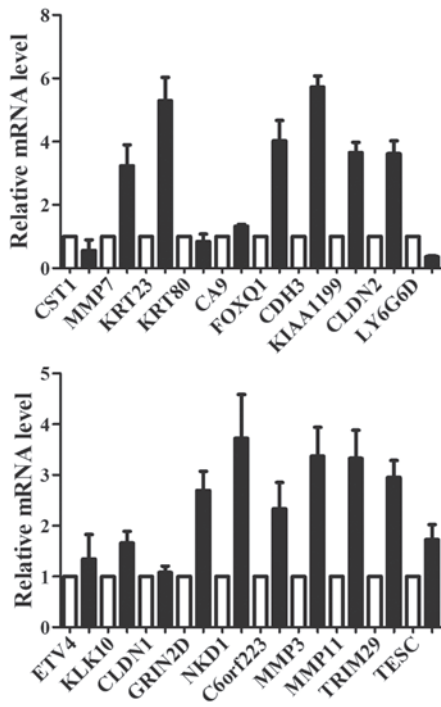 Relative mRNA level
8
6
4
2
0
CST1
MMP7
KRT23
KRT80
CA9
FOXQ1
CDH3
KIAA1199
CLDN2
LY6G6D
Relative mRNA level
5
4
3
2
1
0
ETV4
KLK10
CLDN1
GRIN2D
NKD1
C6orf223
MMP3
MMP11
TRIM29
TESC